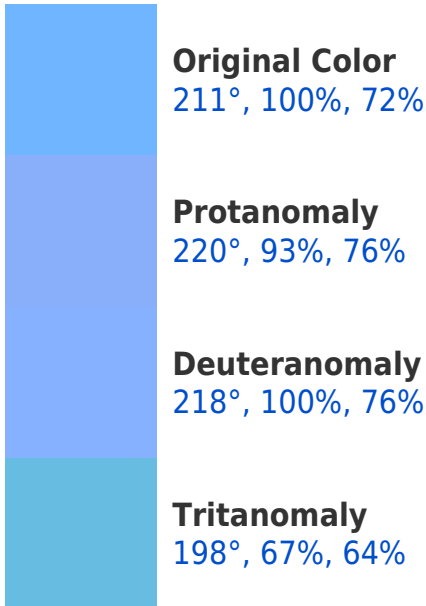 Original Color
211°, 100%, 72%
Protanomaly
220°, 93%, 76%
Deuteranomaly
218°, 100%, 76%
Tritanomaly
198°, 67%, 64%